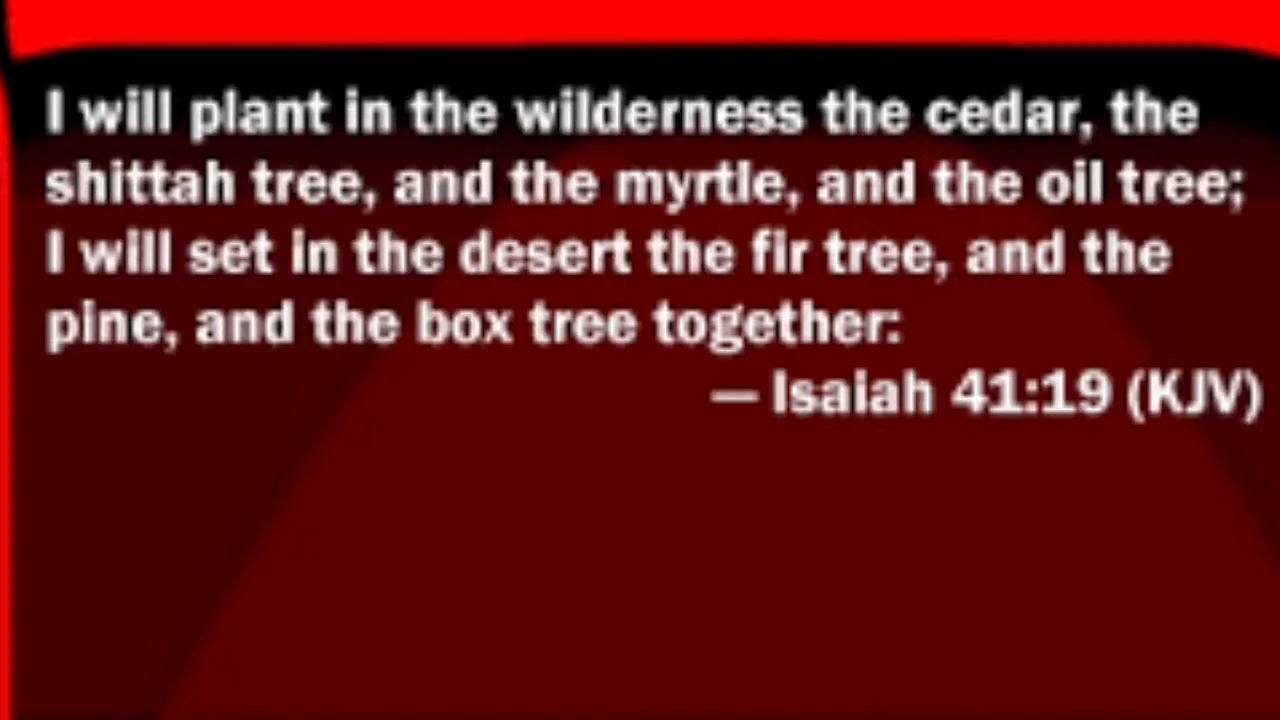 I will plant in the wilderness the cedar, the
shittah tree, and the myrtle, and the oil tree;
I will set in the desert the fir tree, and the
pine, and the box tree together:
— Isaiah 41:19 (KJV)